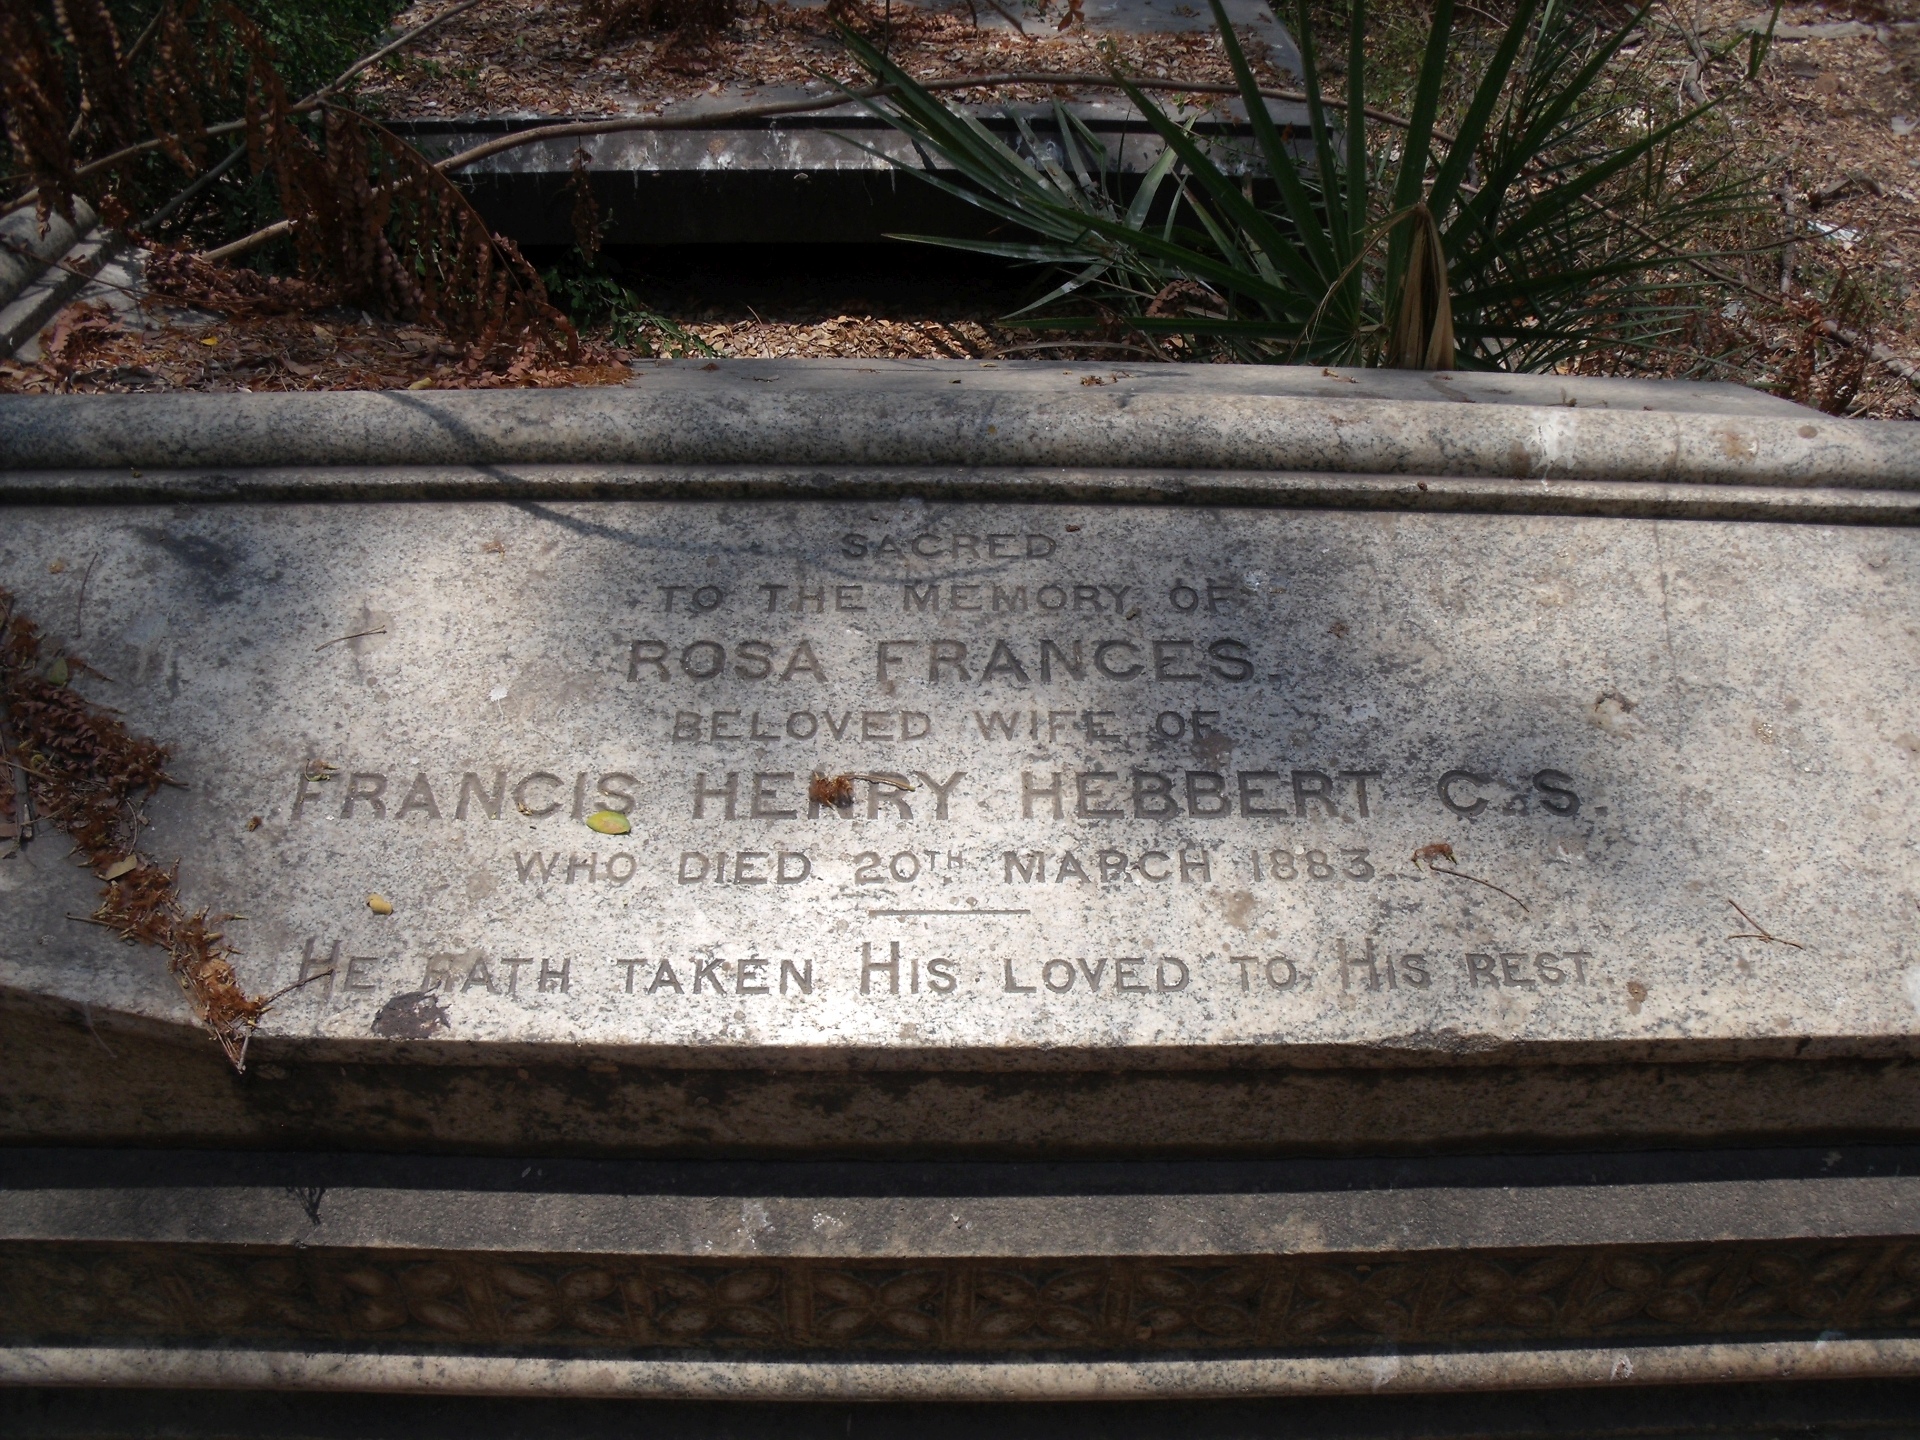 SACRED
TO THE MEMORY OF
ROSA FRANCES.
BELOVED WIFE OF
FRANCIS HENRY HEBBERT C.S.
WHO DIED 20TH MARCH 1883.
HE HATH TAKEN HIS LOVED TO HIS REST.